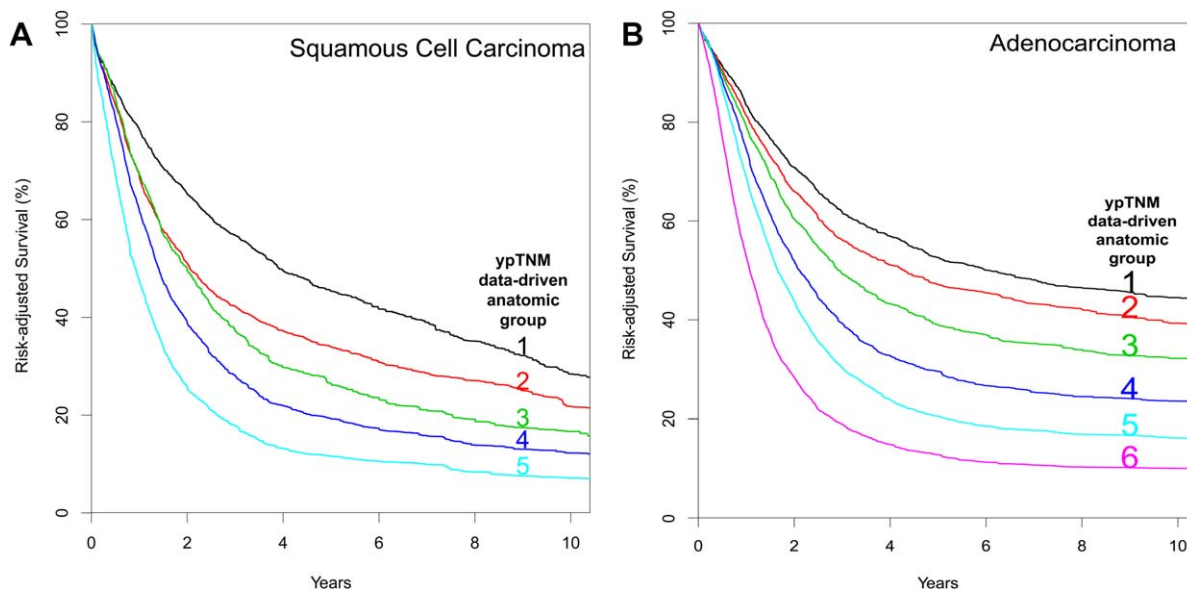 A
Squamous Cell Carcinoma
Risk-adjusted Survival (%)
100
80
60
40
20
0
ypTNM
data-driven
anatomic
group
1
2
3
4
5
0 2 4 6 8 10
Years
B
Adenocarcinoma
Risk-adjusted Survival (%)
100
80
60
40
20
0
ypTNM
data-driven
anatomic
group
1
2
3
4
5
6
0 2 4 6 8 10
Years